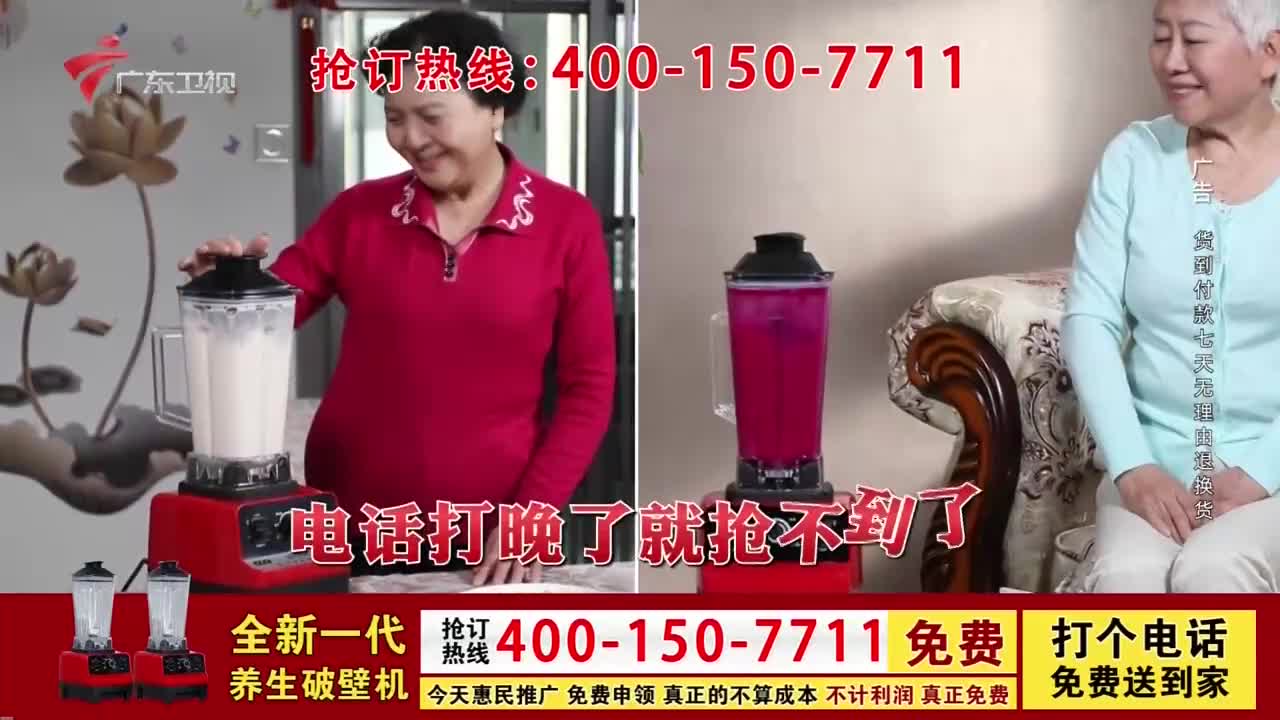 广东卫视
抢订热线：400-150-7711
广告 货到付款七天无理由退换货
电话打晚了就抢不到了
全新一代
养生破壁机
抢订
热线
400-150-7711
免费
今天惠民推广 免费申领 真正的不算成本 不计利润 真正免费
打个电话
免费送到家